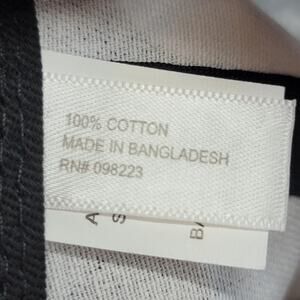 100% COTTON
MADE IN BANGLADESH
RN# 098223